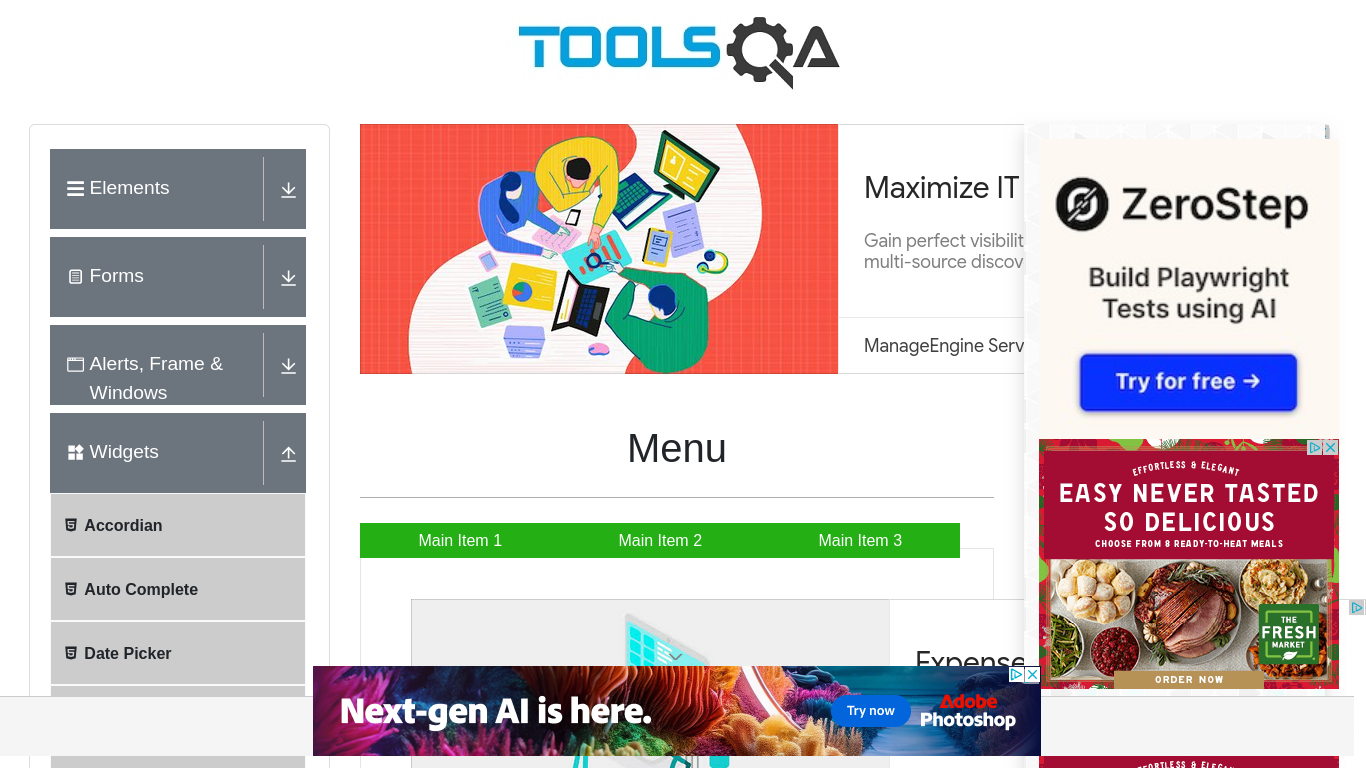 TOOLSQA
Elements
Forms
Alerts, Frame &
Windows
Widgets
Accordian
Auto Complete
Date Picker
Maximize IT
Gain perfect visibilit
multi-source discov
ManageEngine Serv
Menu
Main Item 1
Main Item 2
Main Item 3
Expense
ZeroStep
Build Playwright
Tests using AI
Try for free →
EFFORTLESS & ELEGANT
EASY NEVER TASTED
SO DELICIOUS
CHOOSE FROM 8 READY-TO-HEAT MEALS
THE
FRESH
MARKET
ORDER NOW
Next-gen AI is here.
Try now
Adobe
Photoshop
EFFORTLESS & ELEGANT